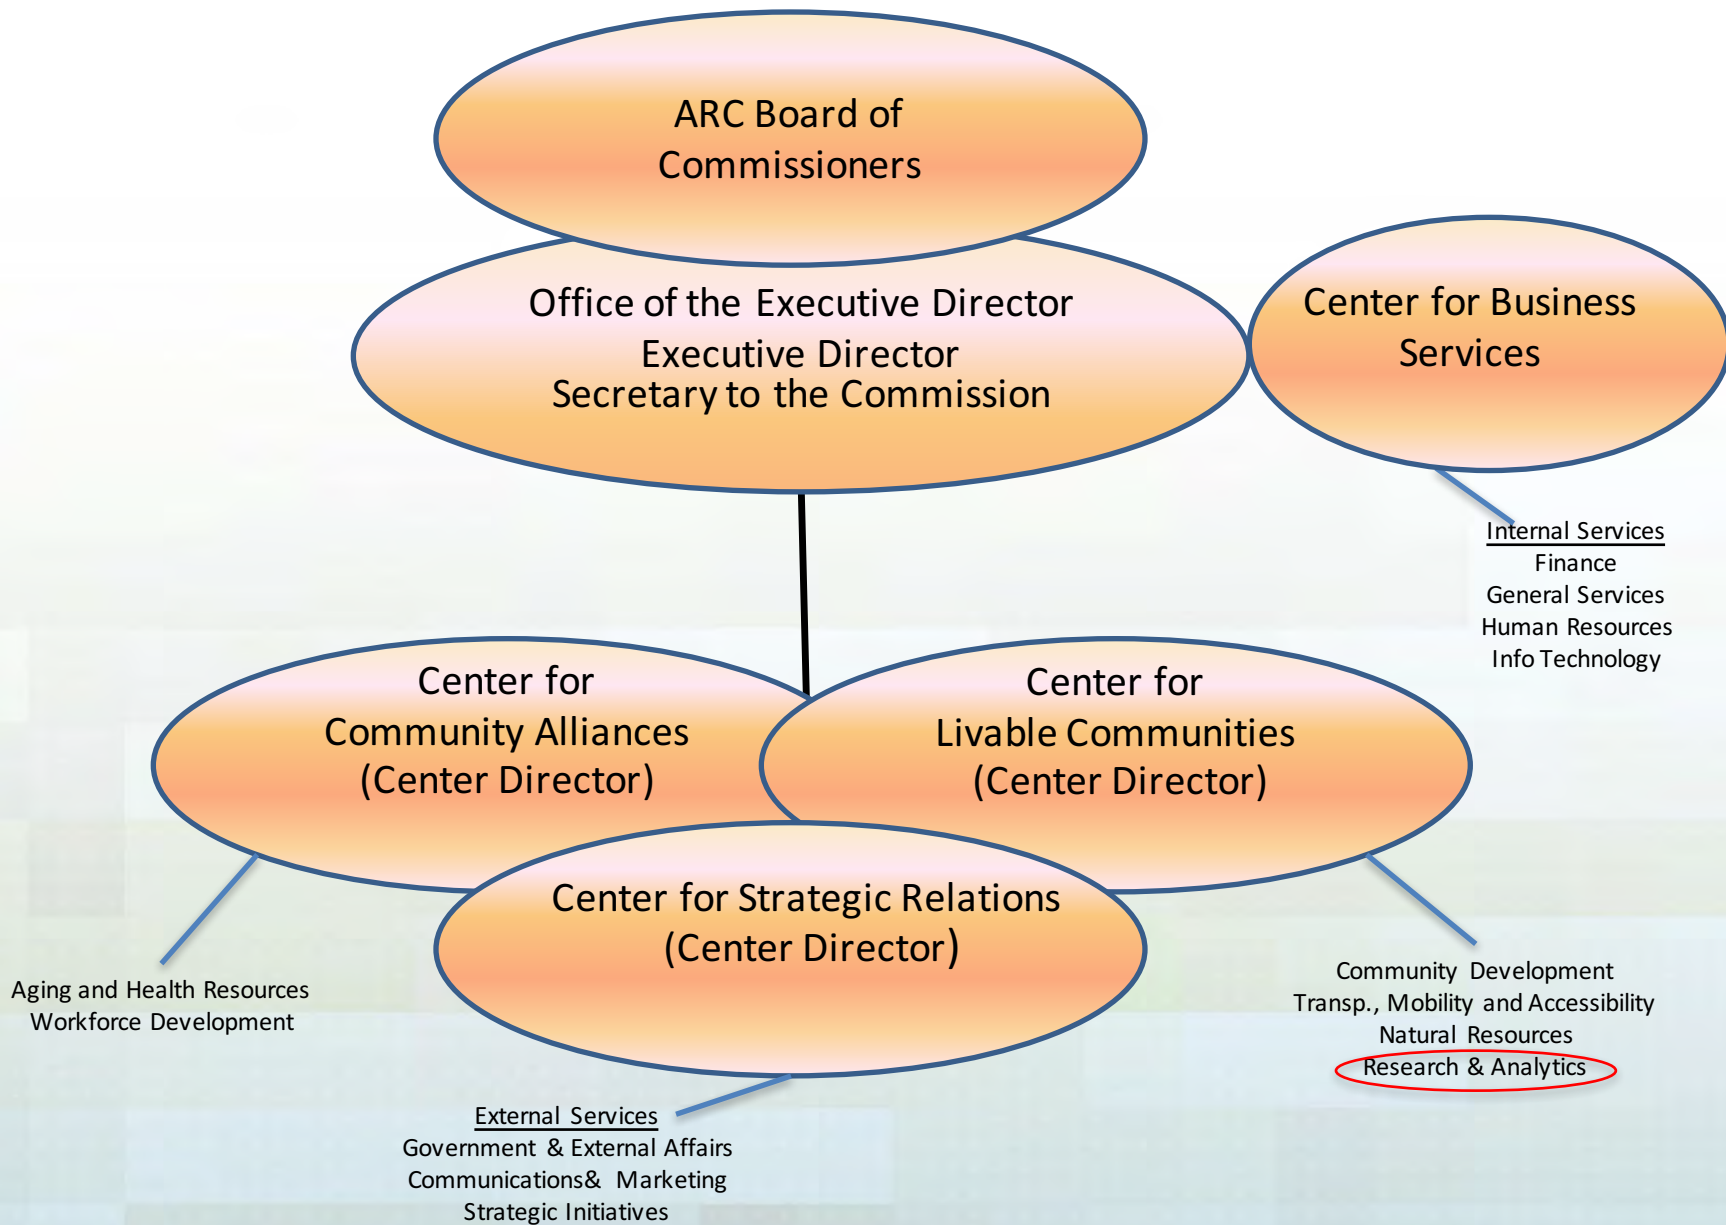 ARC Board of
Commissioners
Office of the Executive Director
Executive Director
Secretary to the Commission
Center for Business
Services
Internal Services
Finance
General Services
Human Resources
Info Technology
Center for
Community Alliances
(Center Director)
Center for
Livable Communities
(Center Director)
Center for Strategic Relations
(Center Director)
Aging and Health Resources
Workforce Development
Community Development
Transp., Mobility and Accessibility
Natural Resources
Research & Analytics
External Services
Government & External Affairs
Communications& Marketing
Strategic Initiatives